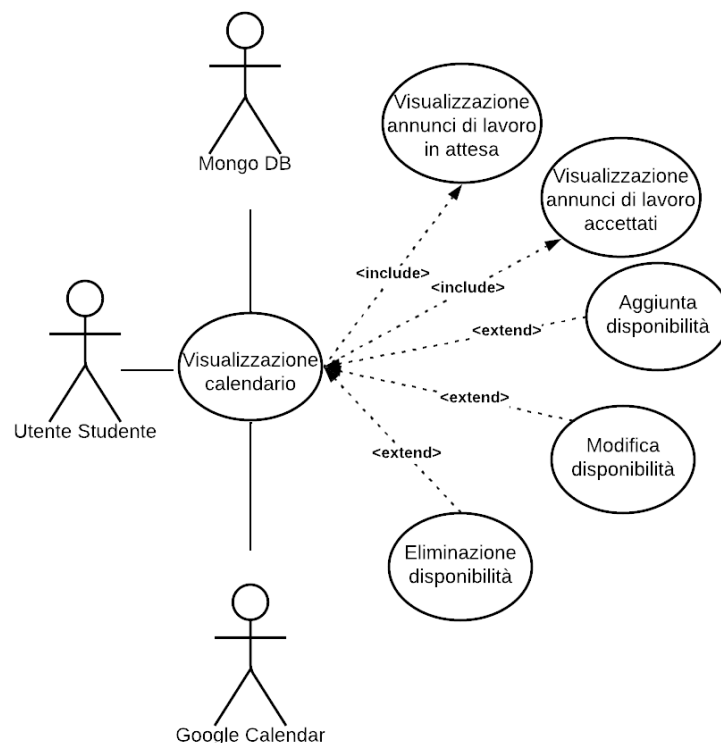 Mongo DB
Visualizzazione
annunci di lavoro
in attesa
Visualizzazione
annunci di lavoro
accettati
<include>
<include>
Aggiunta
disponibilità
<extend>
Utente Studente
Visualizzazione
calendario
<extend>
Modifica
disponibilità
<extend>
Eliminazione
disponibilità
Google Calendar